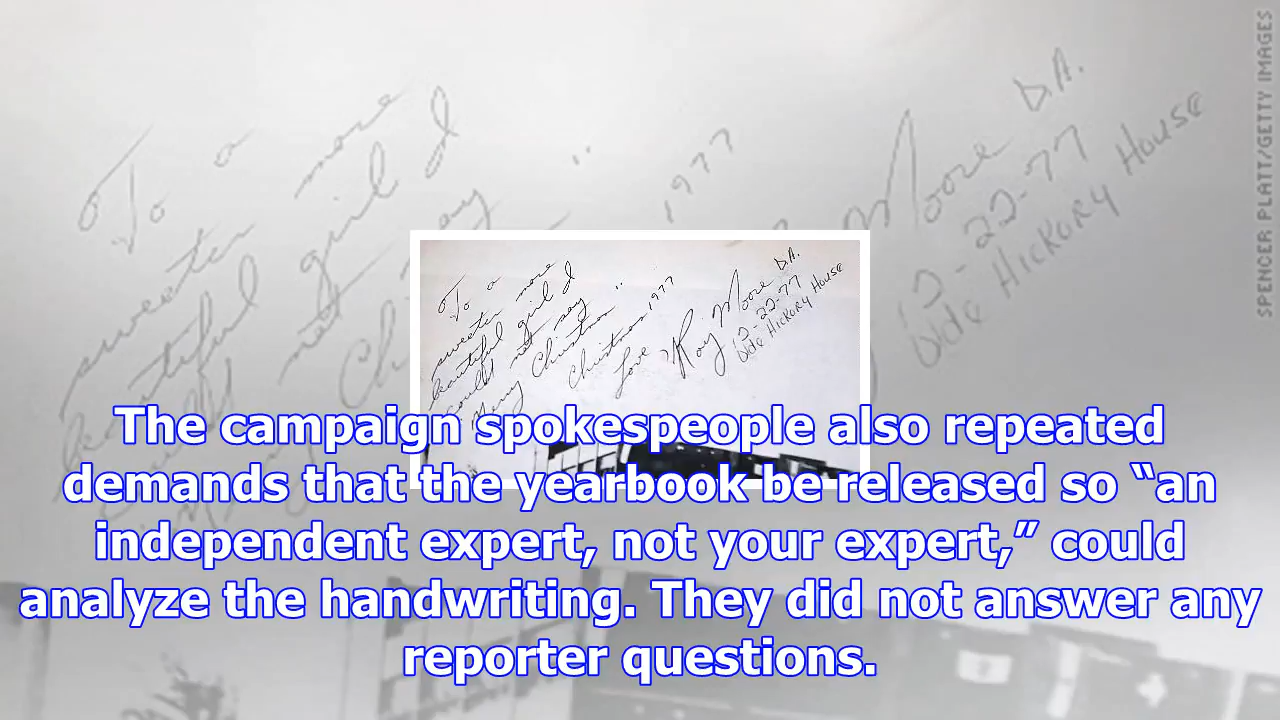 To a
sweeter more
beautiful girl I
could not say
Merry Christmas"
Christmas 1977
Love
Roy Moore D.A.
12-22-77
Olde Hickory House
SPENCER PLATT/GETTY IMAGES
The campaign spokespeople also repeated
demands that the yearbook be released so “an
independent expert, not your expert,” could
analyze the handwriting. They did not answer any
reporter questions.